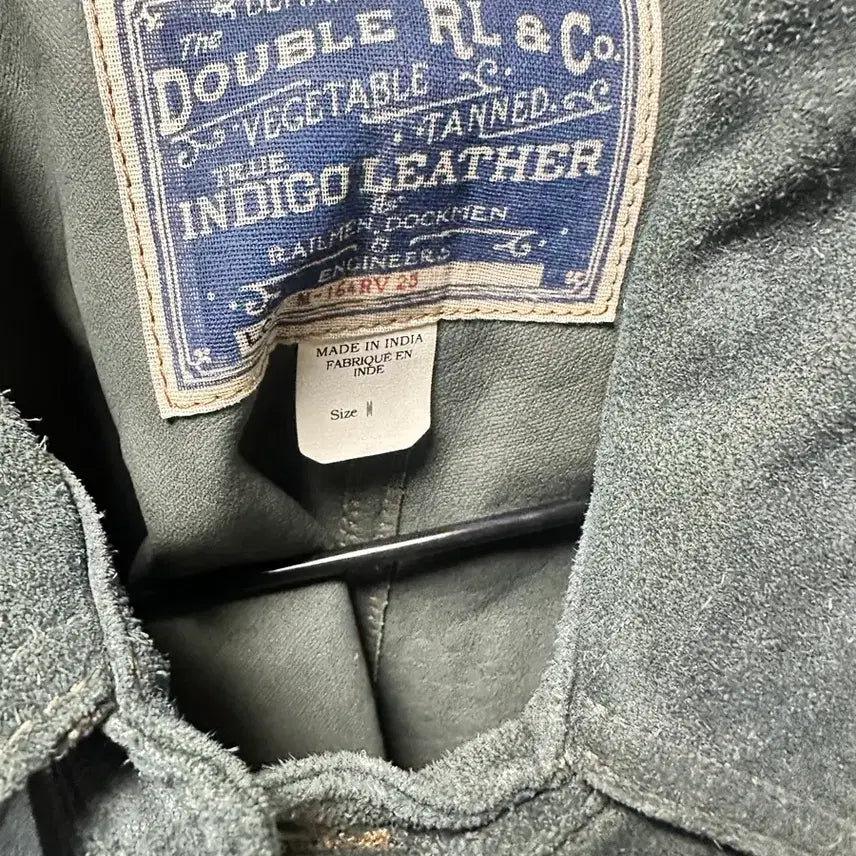 The
DOUBLE RL & Co.
VEGETABLE
TANNED
TRUE
INDIGO LEATHER
for
RAILMEN, DOCKMEN
&
ENGINEERS
MADE IN INDIA
FABRIQUÉ EN
INDE
Size M